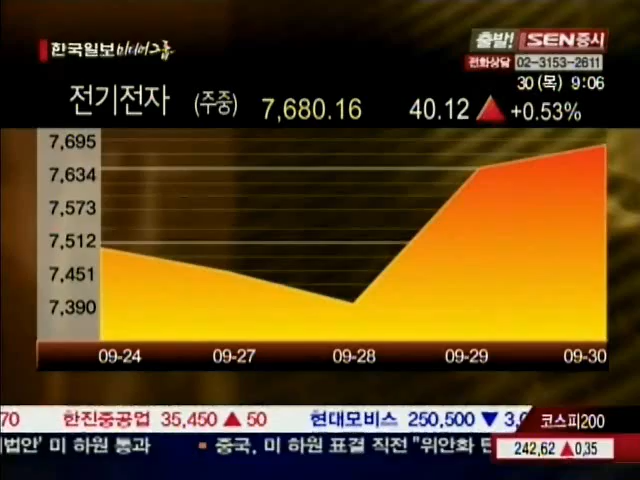 한국일보 미디어그룹
출발! SEN증시
전화상담 02-3153-2611
30(목) 9:06
전기전자 (주중) 7,680.16 40.12 ▲ +0.53%
7,695
7,634
7,573
7,512
7,451
7,390
09-24 09-27 09-28 09-29 09-30
70 한진중공업 35,450 ▲ 50 현대모비스 250,500 ▼ 코스피200
미 하원 통과 ▪ 중국, 미 하원 표결 직전 "위안화 242,62 ▲0,35